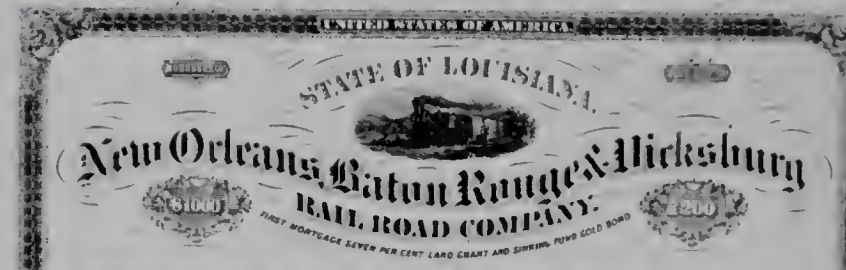 UNITED STATES OF AMERICA
STATE OF LOUISIANA.
New Orleans, Baton Rouge & Vicksburg
RAIL ROAD COMPANY.
$1000
£200
FIRST MORTGAGE SEVEN PER CENT LAND GRANT AND SINKING FUND GOLD BOND